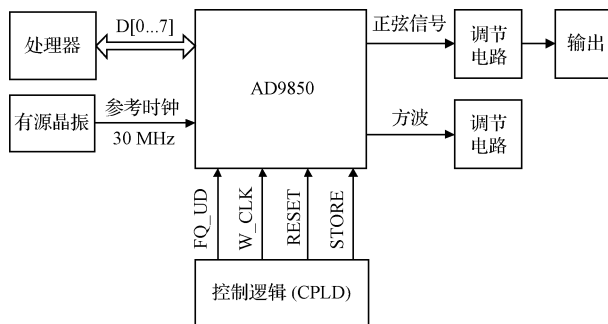 处理器
D[0...7]
AD9850
正弦信号
调节
电路
输出
有源晶振
参考时钟
30 MHz
方波
调节
电路
FQ_UD
W_CLK
RESET
STORE
控制逻辑 (CPLD)